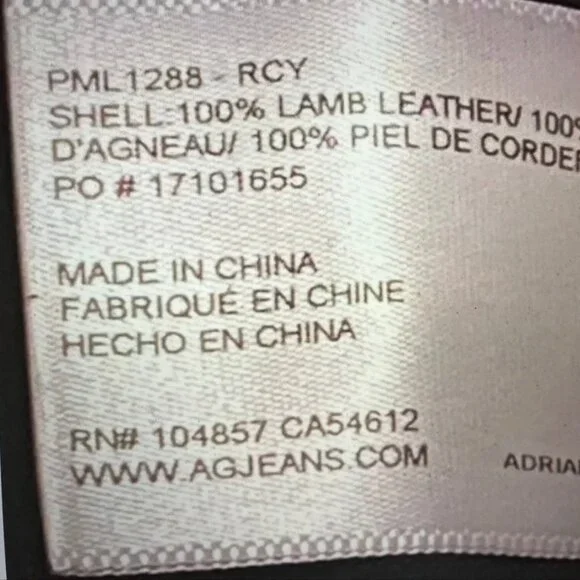 PML1288 - RCY
SHELL:100% LAMB LEATHER/ 100%
D'AGNEAU/ 100% PIEL DE CORDE
PO # 17101655
MADE IN CHINA
FABRIQUÉ EN CHINE
HECHO EN CHINA
RN# 104857 CA54612
WWW.AGJEANS.COM
ADRIA